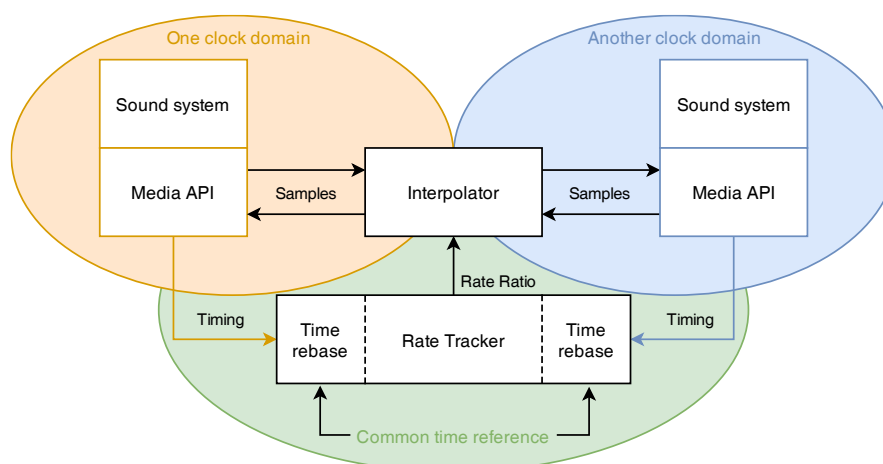 One clock domain
Another clock domain
Sound system
Sound system
Media API
Samples
Interpolator
Samples
Media API
Rate Ratio
Timing
Timing
Time
rebase
Rate Tracker
Time
rebase
Common time reference